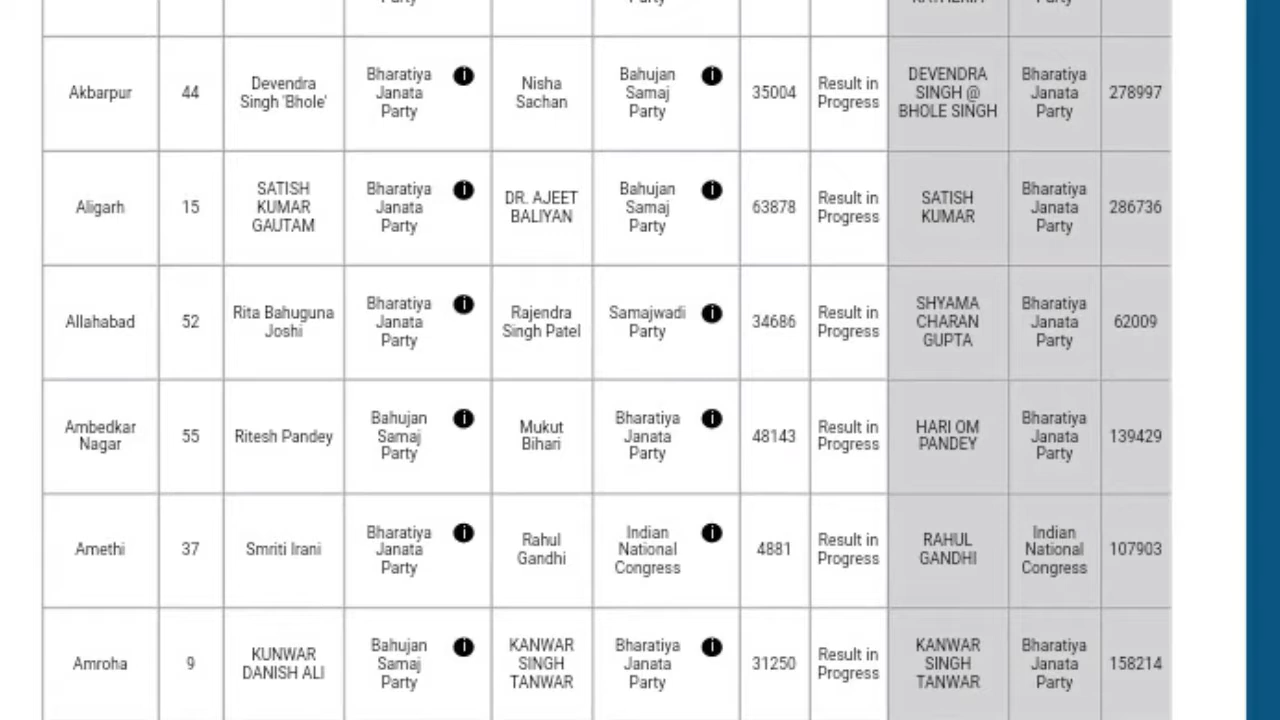 Akbarpur
44
Devendra
Singh 'Bhole'
Bharatiya
Janata
Party
i
Nisha
Sachan
Bahujan
Samaj
Party
i
35004
Result in
Progress
DEVENDRA
SINGH @
BHOLE SINGH
Bharatiya
Janata
Party
278997
Aligarh
15
SATISH
KUMAR
GAUTAM
Bharatiya
Janata
Party
i
DR. AJEET
BALIYAN
Bahujan
Samaj
Party
i
63878
Result in
Progress
SATISH
KUMAR
Bharatiya
Janata
Party
286736
Allahabad
52
Rita Bahuguna
Joshi
Bharatiya
Janata
Party
i
Rajendra
Singh Patel
Samajwadi
Party
i
34686
Result in
Progress
SHYAMA
CHARAN
GUPTA
Bharatiya
Janata
Party
62009
Ambedkar
Nagar
55
Ritesh Pandey
Bahujan
Samaj
Party
i
Mukut
Bihari
Bharatiya
Janata
Party
i
48143
Result in
Progress
HARI OM
PANDEY
Bharatiya
Janata
Party
139429
Amethi
37
Smriti Irani
Bharatiya
Janata
Party
i
Rahul
Gandhi
Indian
National
Congress
i
4881
Result in
Progress
RAHUL
GANDHI
Indian
National
Congress
107903
Amroha
9
KUNWAR
DANISH ALI
Bahujan
Samaj
Party
i
KANWAR
SINGH
TANWAR
Bharatiya
Janata
Party
i
31250
Result in
Progress
KANWAR
SINGH
TANWAR
Bharatiya
Janata
Party
158214